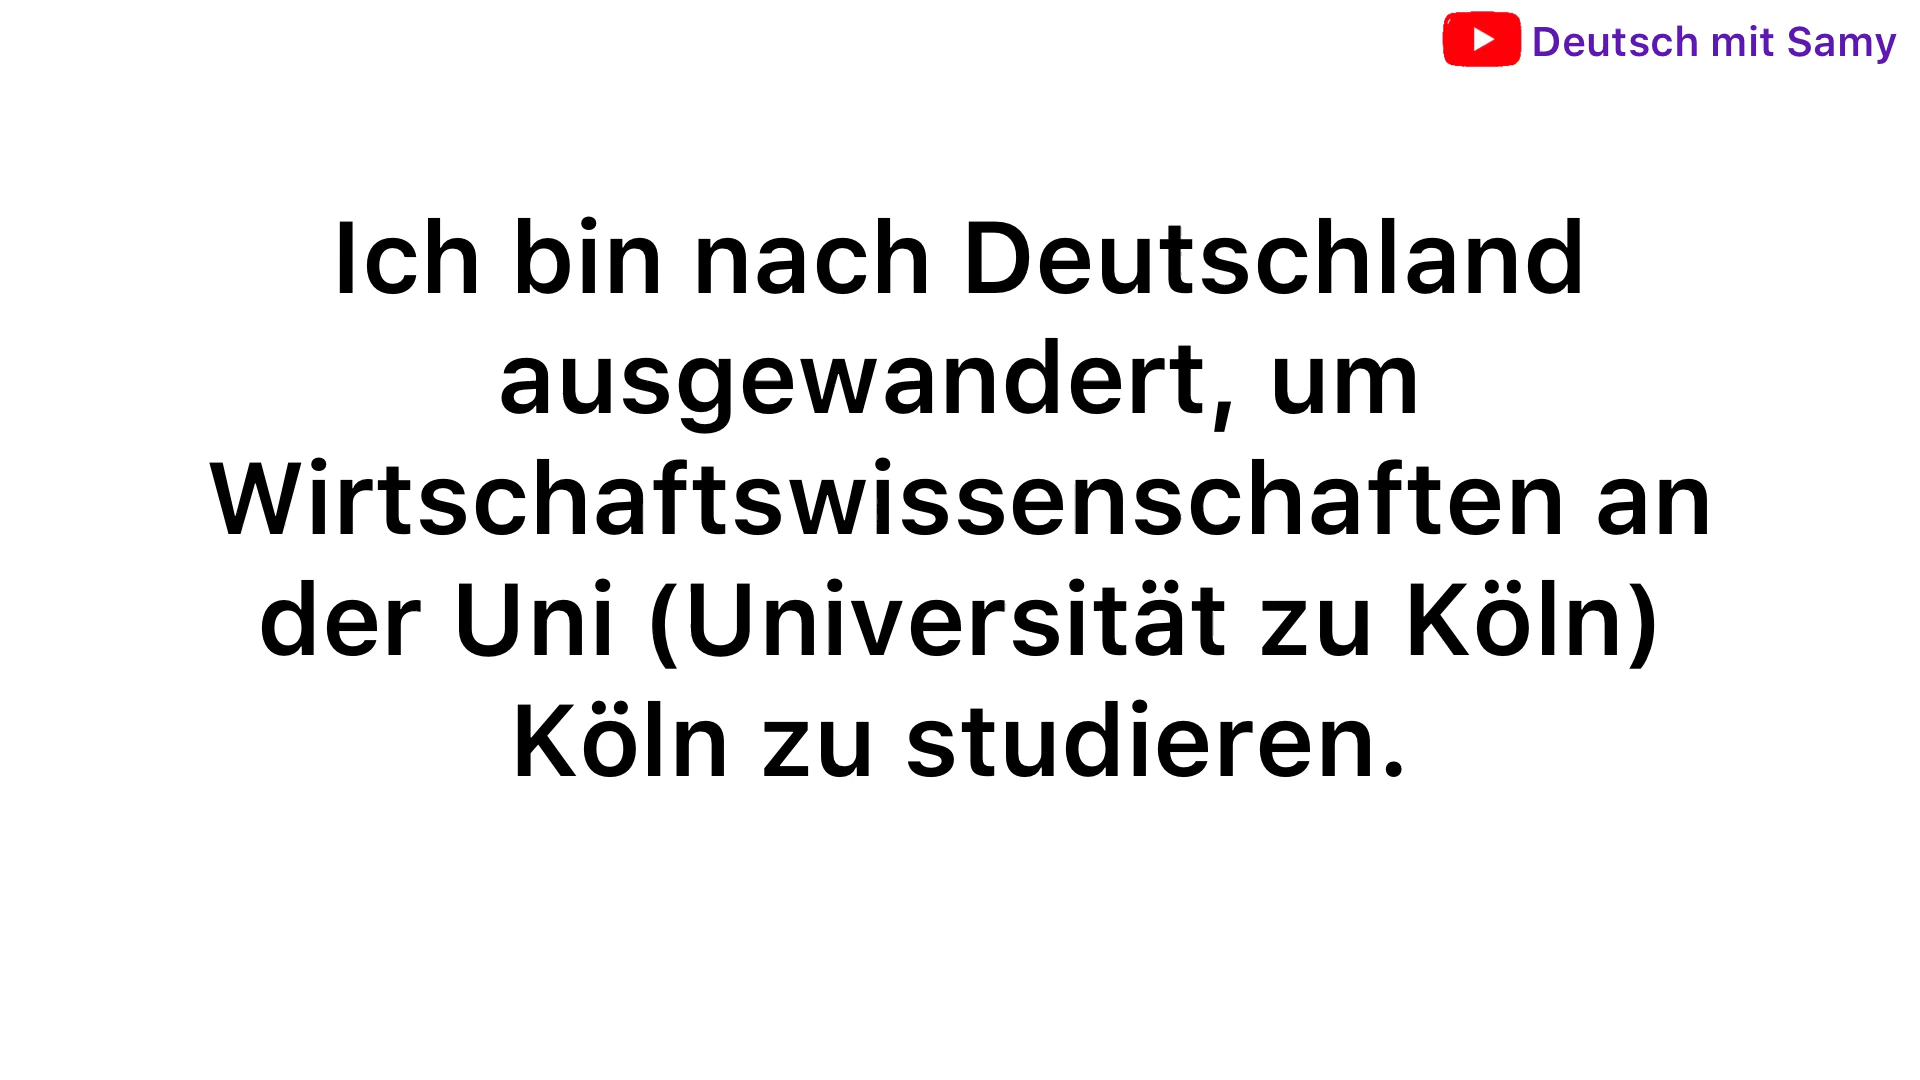 Deutsch mit Samy
Ich bin nach Deutschland
ausgewandert, um
Wirtschaftswissenschaften an
der Uni (Universität zu Köln)
Köln zu studieren.